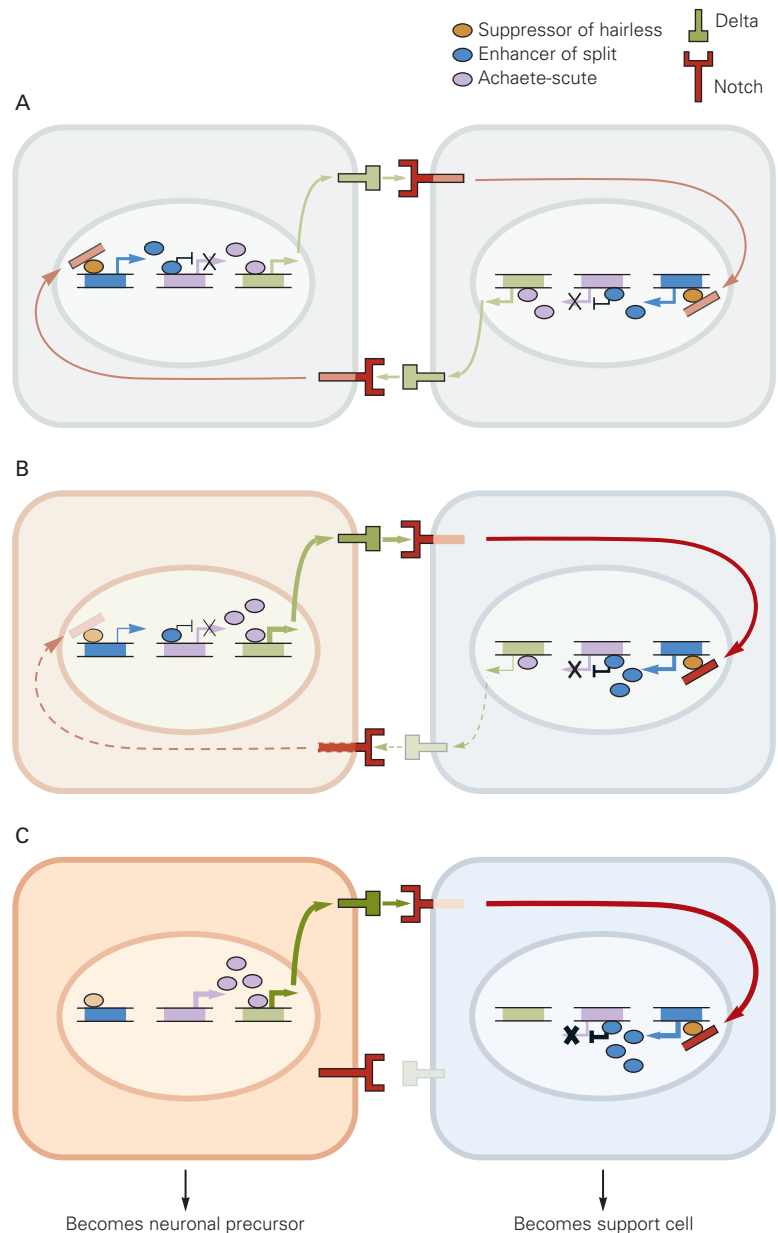 Suppressor of hairless
Enhancer of split
Achaete-scute
Delta
Notch
A
B
C
Becomes neuronal precursor
Becomes support cell